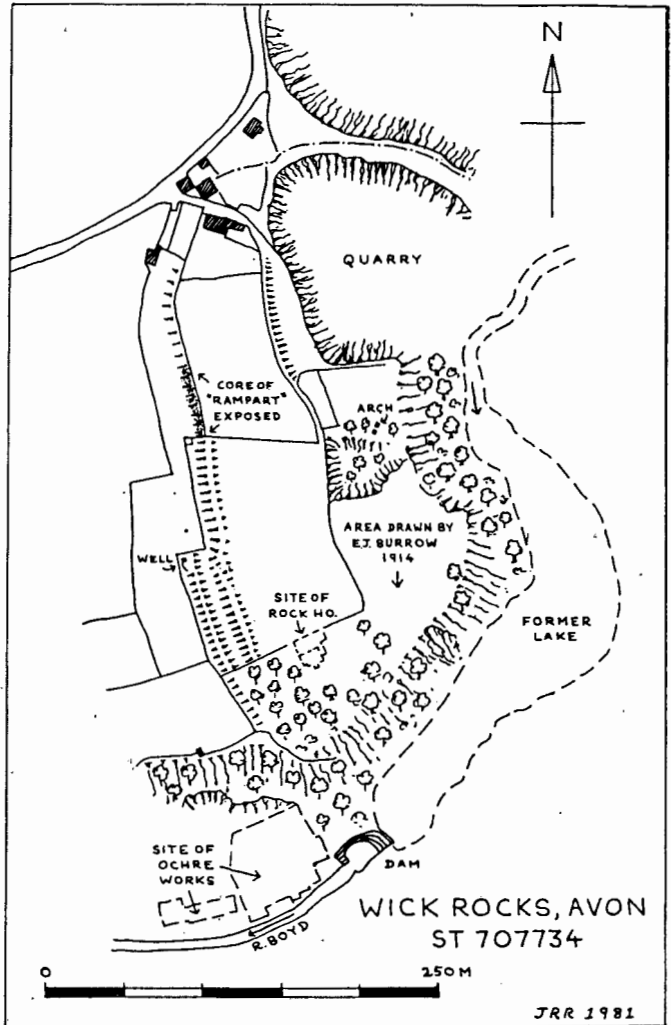 N
QUARRY
CORE OF
"RAMPART"
EXPOSED
ARCH
AREA DRAWN BY
E.J. BURROW
1914
WELL
SITE OF
ROCK HO.
FORMER
LAKE
SITE OF
OCHRE
WORKS
DAM
R. BOYD
WICK ROCKS, AVON
ST 707734
0
250 M
JRR 1981